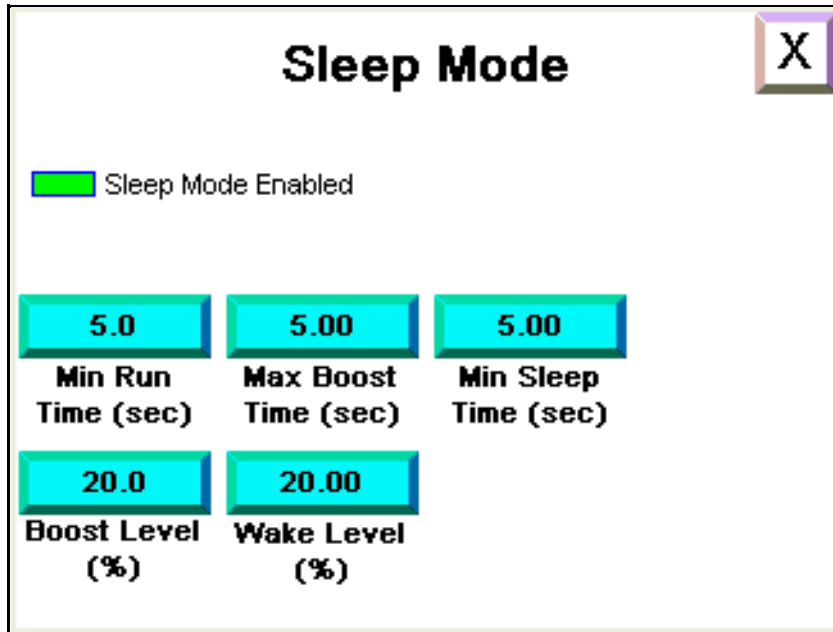 Sleep Mode
X
Sleep Mode Enabled
5.0
5.00
5.00
Min Run
Time (sec)
Max Boost
Time (sec)
Min Sleep
Time (sec)
20.0
20.00
Boost Level
(%)
Wake Level
(%)